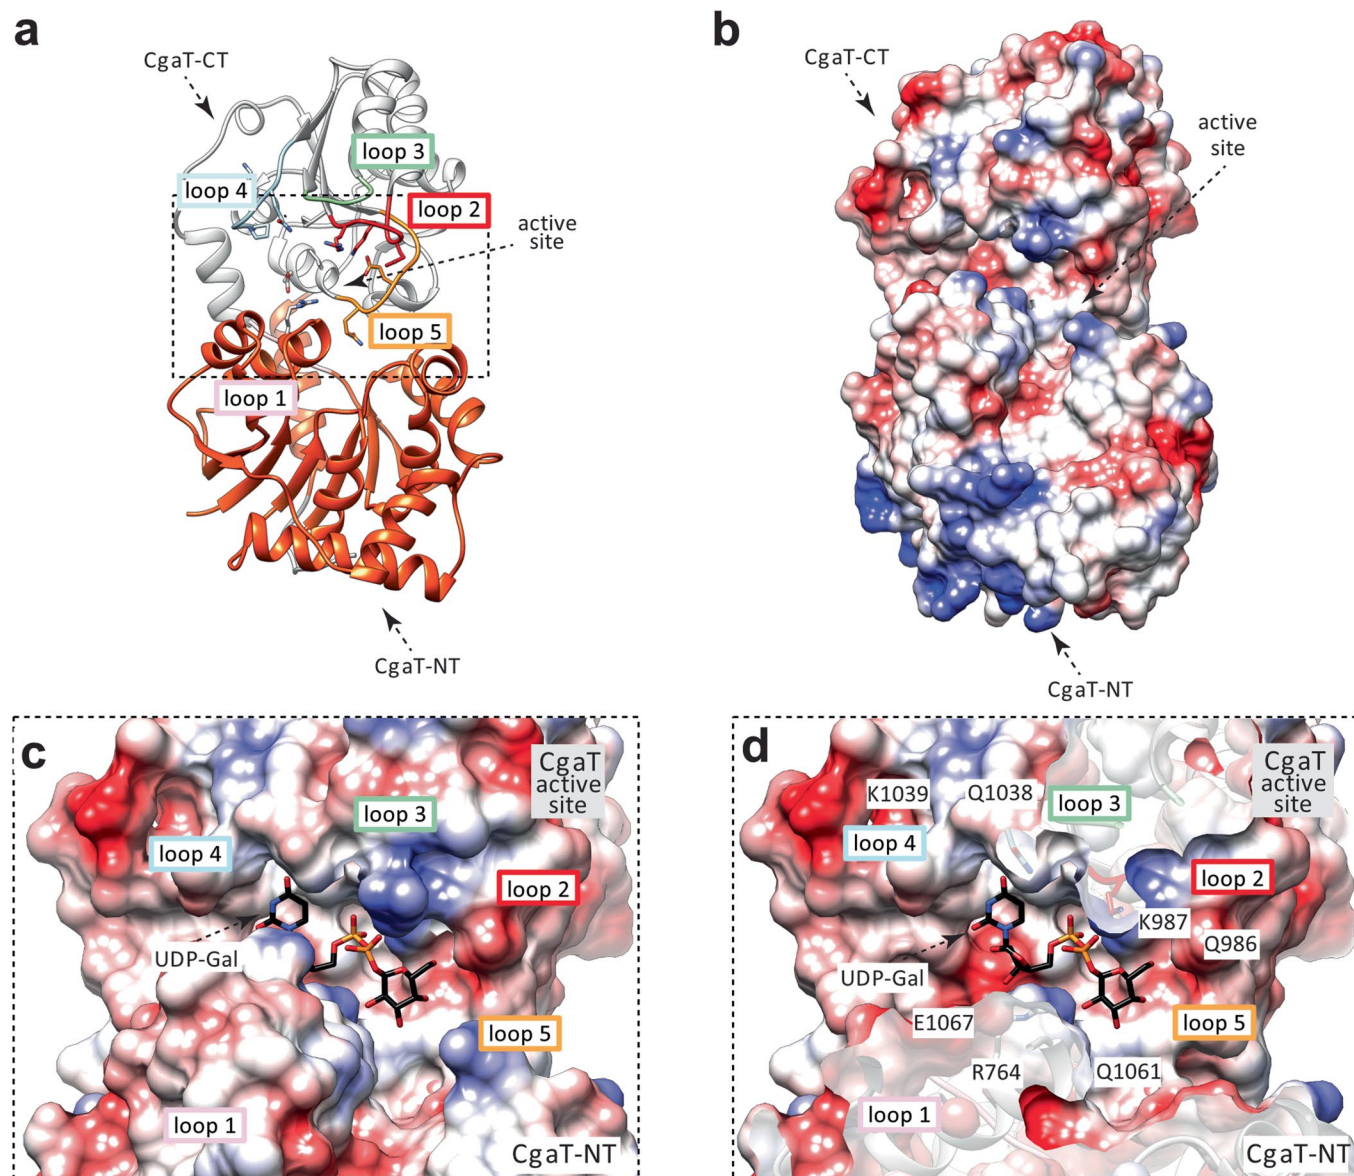 a
CgaT-CT
loop 3
loop 4
loop 2
active
site
loop 5
loop 1
CgaT-NT
b
CgaT-CT
active
site
CgaT-NT
c
CgaT
active
site
loop 3
loop 4
loop 2
UDP-Gal
loop 5
loop 1
CgaT-NT
d
CgaT
active
site
K1039
Q1038
loop 3
loop 4
loop 2
K987
Q986
UDP-Gal
E1067
loop 5
R764
Q1061
loop 1
CgaT-NT